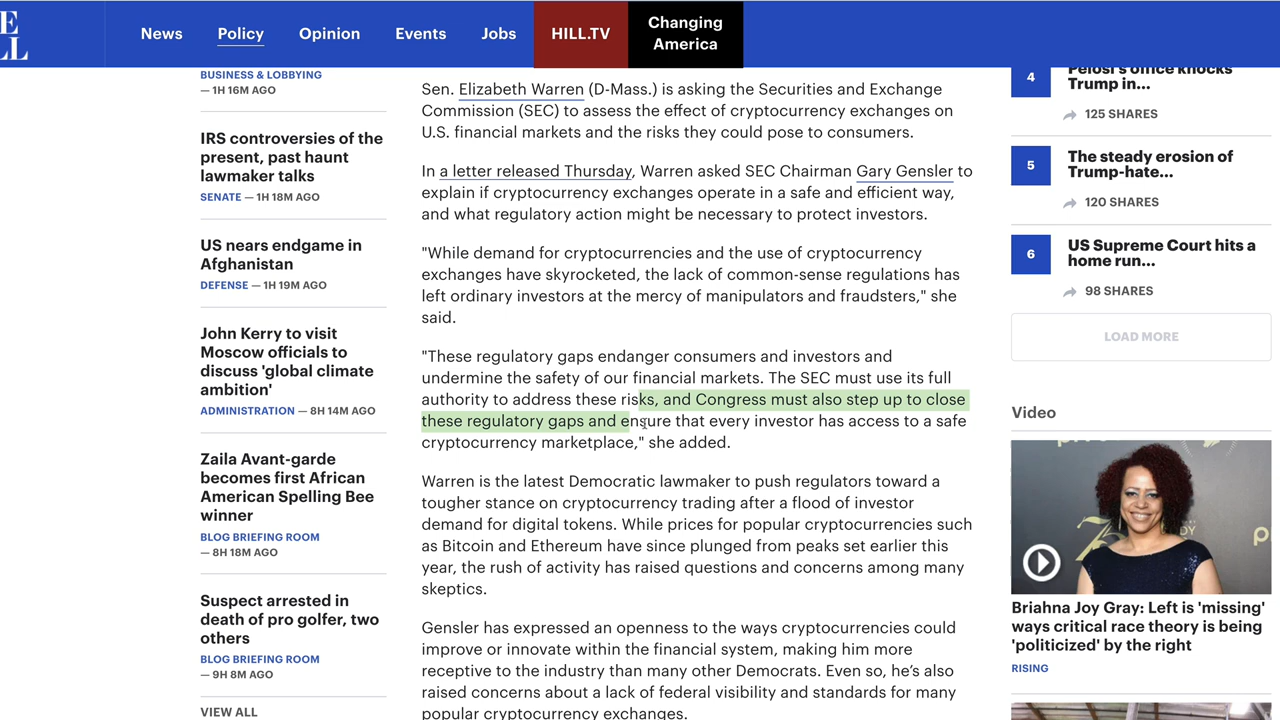 E
LL
News
Policy
Opinion
Events
Jobs
HILL.TV
Changing
America
BUSINESS & LOBBYING
— 1H 16M AGO
IRS controversies of the
present, past haunt
lawmaker talks
SENATE — 1H 18M AGO
US nears endgame in
Afghanistan
DEFENSE — 1H 19M AGO
John Kerry to visit
Moscow officials to
discuss 'global climate
ambition'
ADMINISTRATION — 8H 14M AGO
Zaila Avant-garde
becomes first African
American Spelling Bee
winner
BLOG BRIEFING ROOM
— 8H 18M AGO
Suspect arrested in
death of pro golfer, two
others
BLOG BRIEFING ROOM
— 9H 8M AGO
VIEW ALL
Sen. Elizabeth Warren (D-Mass.) is asking the Securities and Exchange
Commission (SEC) to assess the effect of cryptocurrency exchanges on
U.S. financial markets and the risks they could pose to consumers.
In a letter released Thursday, Warren asked SEC Chairman Gary Gensler to
explain if cryptocurrency exchanges operate in a safe and efficient way,
and what regulatory action might be necessary to protect investors.
"While demand for cryptocurrencies and the use of cryptocurrency
exchanges have skyrocketed, the lack of common-sense regulations has
left ordinary investors at the mercy of manipulators and fraudsters," she
said.
"These regulatory gaps endanger consumers and investors and
undermine the safety of our financial markets. The SEC must use its full
authority to address these risks, and Congress must also step up to close
these regulatory gaps and ensure that every investor has access to a safe
cryptocurrency marketplace," she added.
Warren is the latest Democratic lawmaker to push regulators toward a
tougher stance on cryptocurrency trading after a flood of investor
demand for digital tokens. While prices for popular cryptocurrencies such
as Bitcoin and Ethereum have since plunged from peaks set earlier this
year, the rush of activity has raised questions and concerns among many
skeptics.
Gensler has expressed an openness to the ways cryptocurrencies could
improve or innovate within the financial system, making him more
receptive to the industry than many other Democrats. Even so, he's also
raised concerns about a lack of federal visibility and standards for many
popular cryptocurrency exchanges.
4
Pelosi's office knocks
Trump in...
125 SHARES
5
The steady erosion of
Trump-hate...
120 SHARES
6
US Supreme Court hits a
home run...
98 SHARES
LOAD MORE
Video
Briahna Joy Gray: Left is 'missing'
ways critical race theory is being
'politicized' by the right
RISING